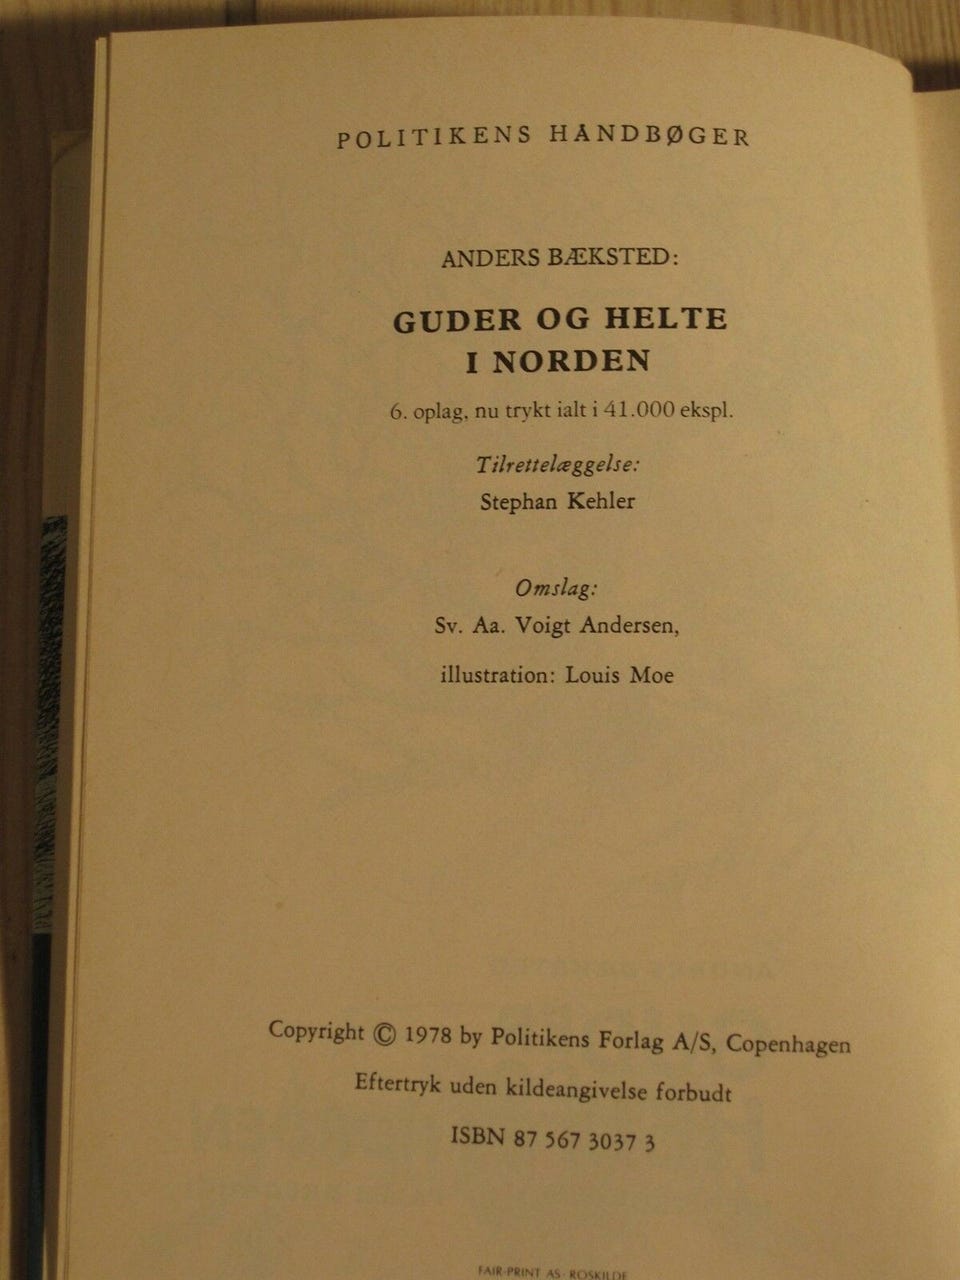 POLITIKENS HÅNDBØGER
ANDERS BÆKSTED:
GUDER OG HELTE
I NORDEN
6. oplag, nu trykt ialt i 41.000 ekspl.
Tilrettelæggelse:
Stephan Kehler
Omslag:
Sv. Aa. Voigt Andersen,
illustration: Louis Moe
Copyright © 1978 by Politikens Forlag A/S, Copenhagen
Eftertryk uden kildeangivelse forbudt
ISBN 87 567 3037 3
FAIR-PRINT AS · ROSKILDE